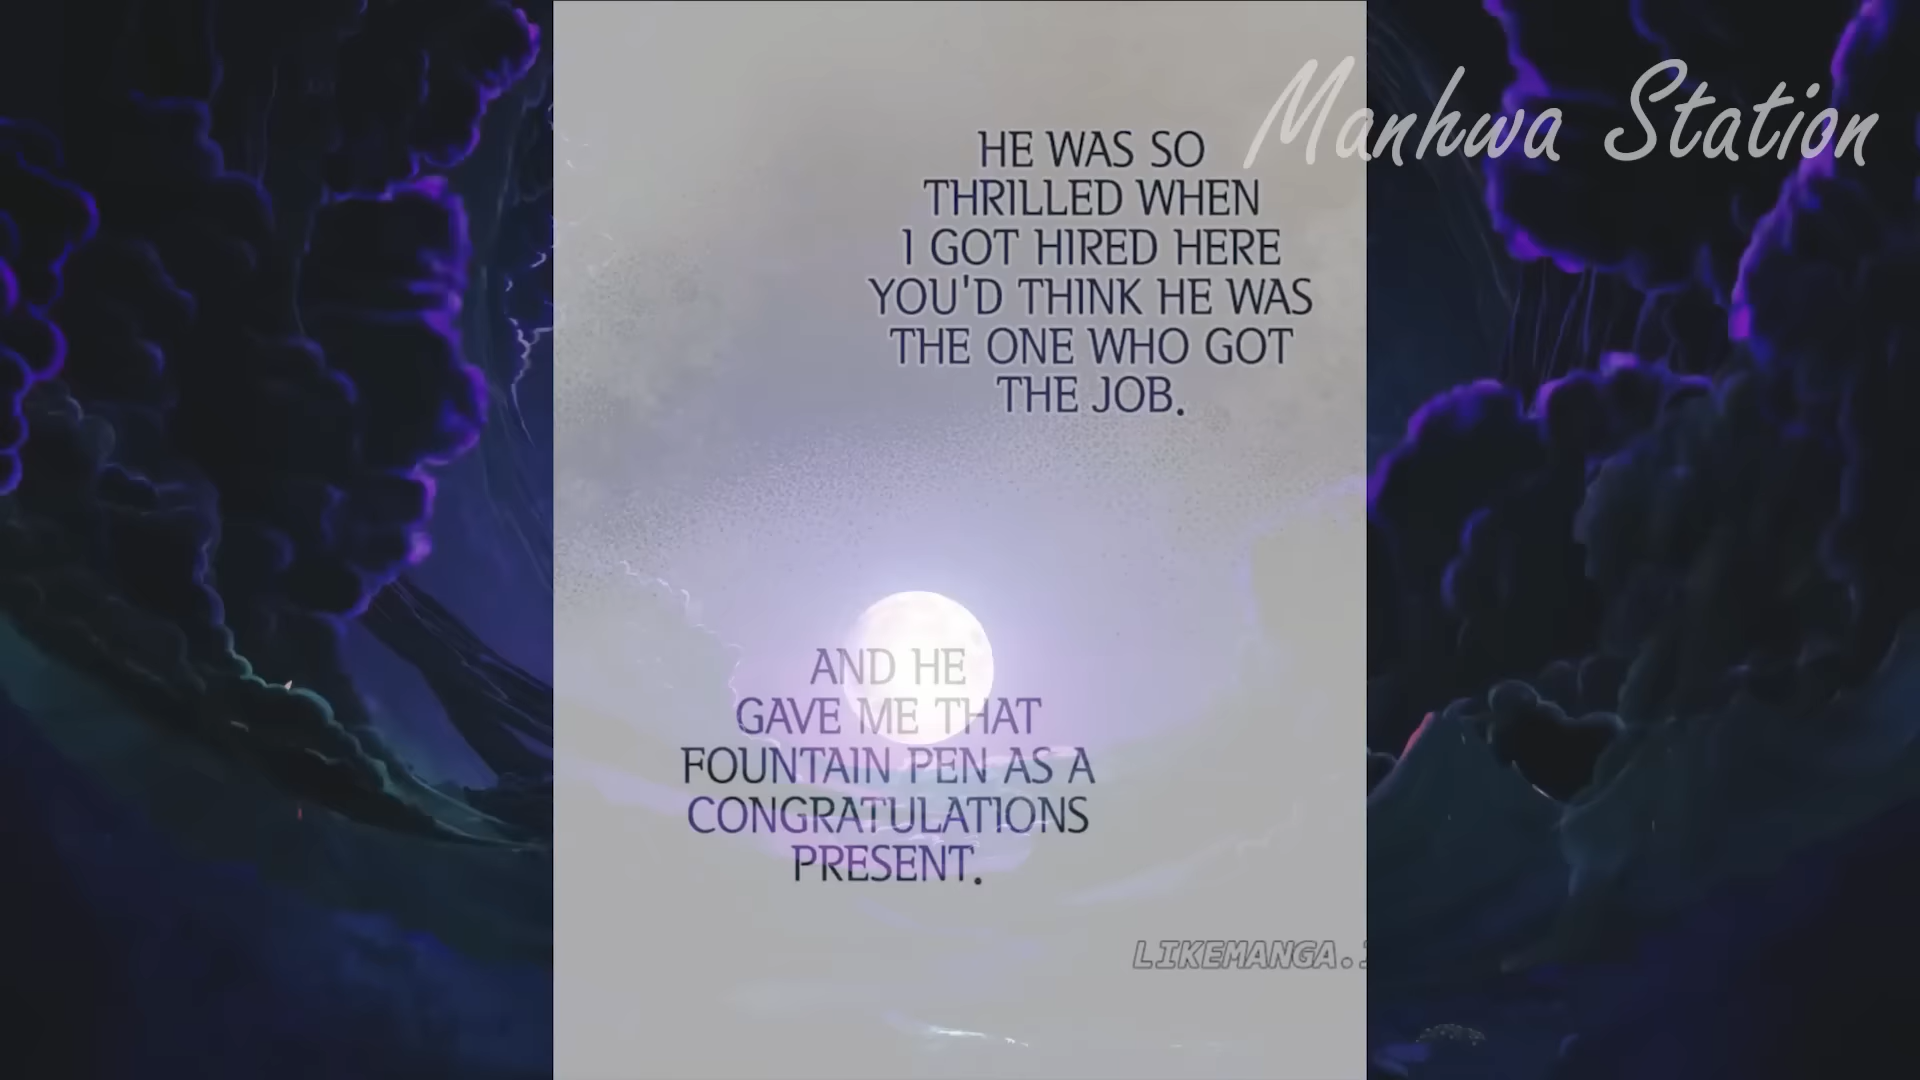 Manhwa Station
HE WAS SO
THRILLED WHEN
I GOT HIRED HERE
YOU'D THINK HE WAS
THE ONE WHO GOT
THE JOB.
AND HE
GAVE ME THAT
FOUNTAIN PEN AS A
CONGRATULATIONS
PRESENT.
LIKEMANGA.